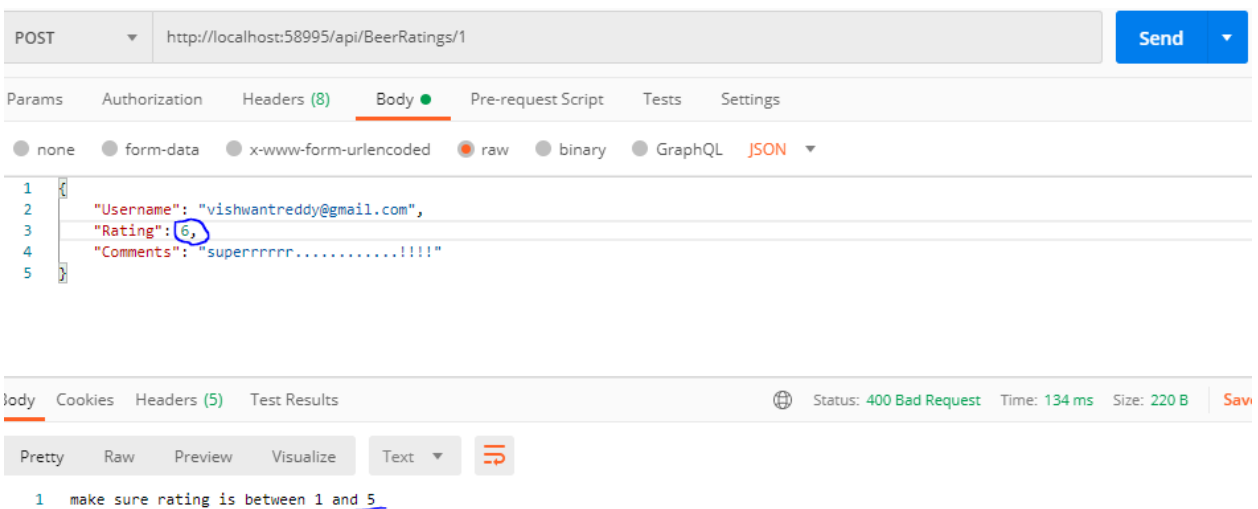 POST http://localhost:58995/api/BeerRatings/1 Send
Params Authorization Headers (8) Body Pre-request Script Tests Settings
none form-data x-www-form-urlencoded raw binary GraphQL JSON
1 {
2 "Username": "vishwantreddy@gmail.com",
3 "Rating": 6,
4 "Comments": "superrrrrr............!!!!"
5 }
Body Cookies Headers (5) Test Results Status: 400 Bad Request Time: 134 ms Size: 220 B Save
Pretty Raw Preview Visualize Text
1 make sure rating is between 1 and 5